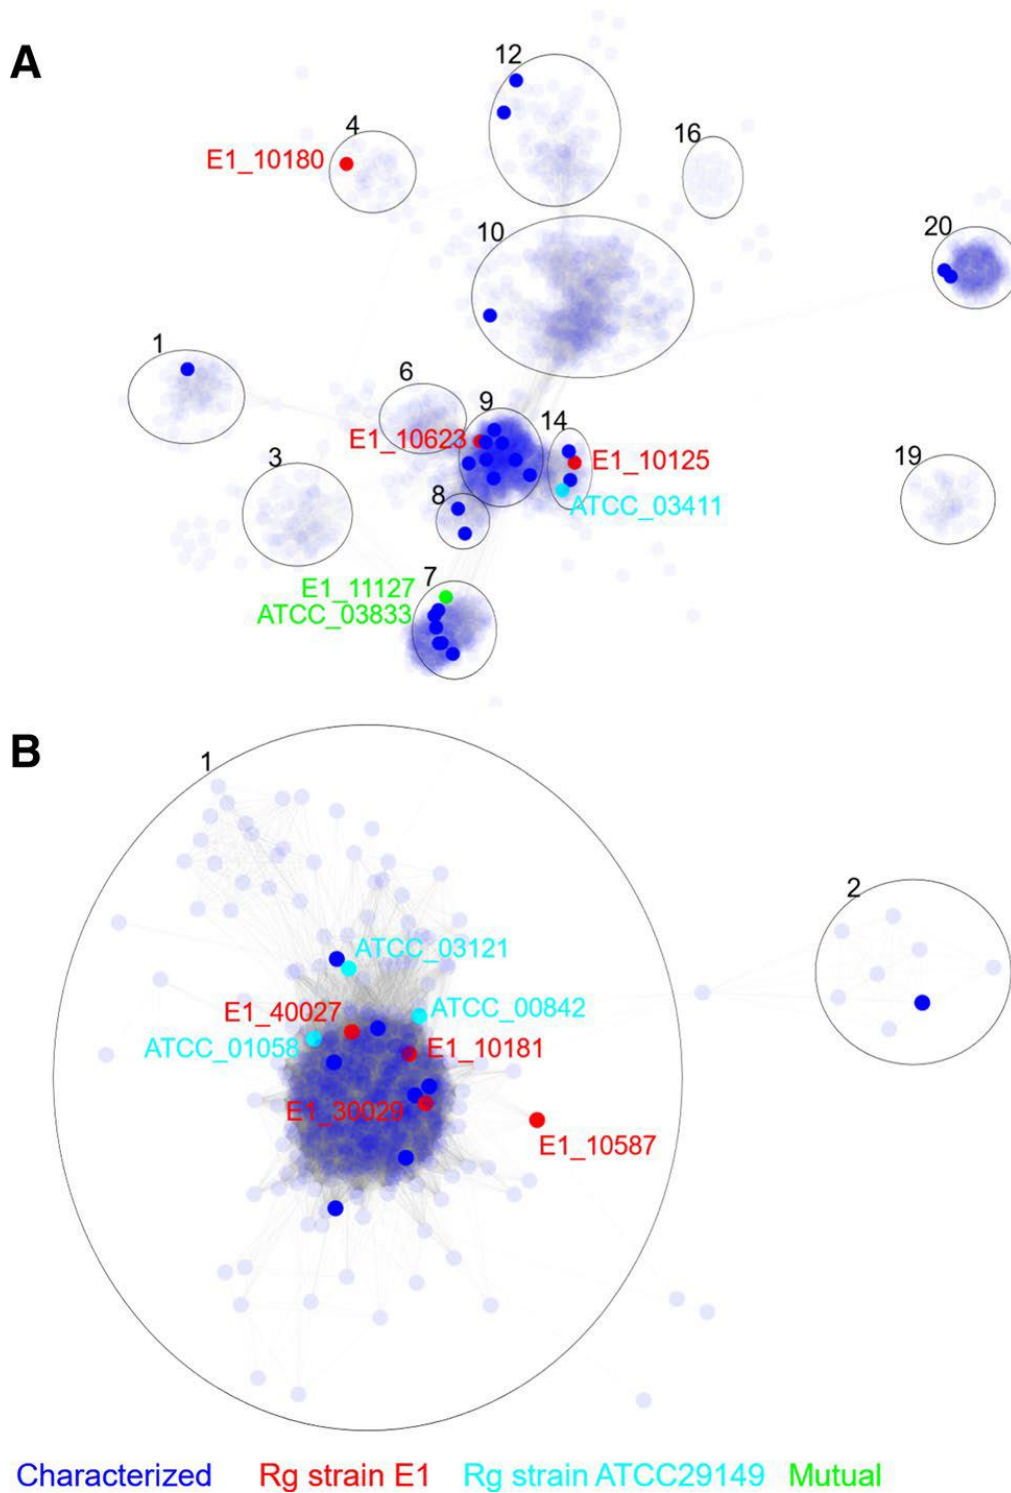 A
12
4
16
E1_10180
10
20
1
6
9
14
E1_10623
E1_10125
3
19
8
ATCC_03411
7
E1_11127
ATCC_03833
B
1
2
ATCC_03121
E1_40027
ATCC_00842
ATCC_01058
E1_10181
E1_30029
E1_10587
Characterized Rg strain E1 Rg strain ATCC29149 Mutual